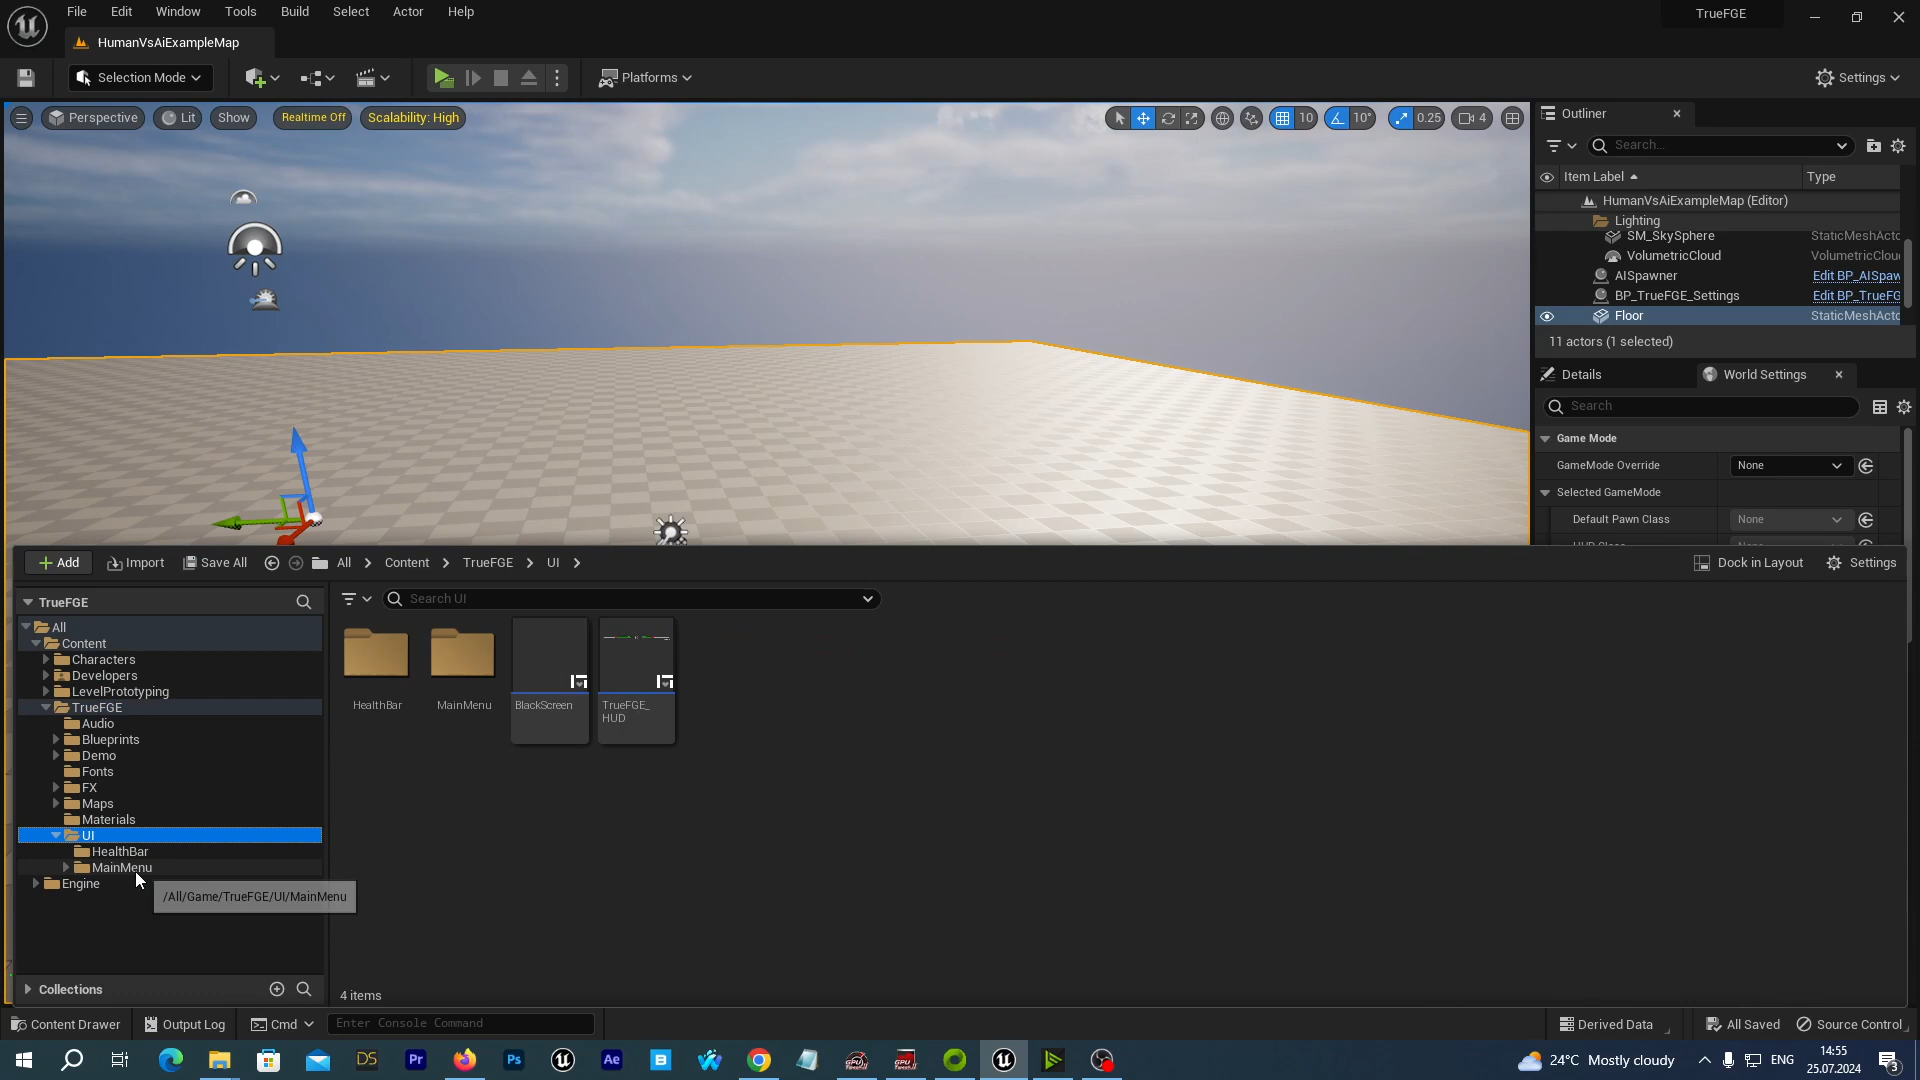 File Edit Window Tools Build Select Actor Help
TrueFGE
HumanVsAiExampleMap
Selection Mode
Platforms
Settings
Perspective Lit Show Realtime Off Scalability: High
10 10° 0.25 4
Outliner
Search...
Item Label Type
HumanVsAiExampleMap (Editor)
Lighting
SM_SkySphere StaticMeshActo
VolumetricCloud VolumetricClou
AISpawner Edit BP_AISpaw
BP_TrueFGE_Settings Edit BP_TrueFG
Floor StaticMeshActo
11 actors (1 selected)
Details World Settings
Search
Game Mode
GameMode Override None
Selected GameMode
Default Pawn Class None
Add Import Save All All Content TrueFGE UI
Dock in Layout Settings
TrueFGE
Search UI
All
Content
Characters
Developers
LevelPrototyping
TrueFGE
Audio
Blueprints
Demo
Fonts
FX
Maps
Materials
UI
HealthBar
MainMenu
Engine
/All/Game/TrueFGE/UI/MainMenu
HealthBar
MainMenu
BlackScreen
TrueFGE_
HUD
Collections
4 items
Content Drawer Output Log Cmd Enter Console Command
Derived Data All Saved Source Control
DS Pr Ps Ae
24°C Mostly cloudy
ENG
14:55
25.07.2024
3